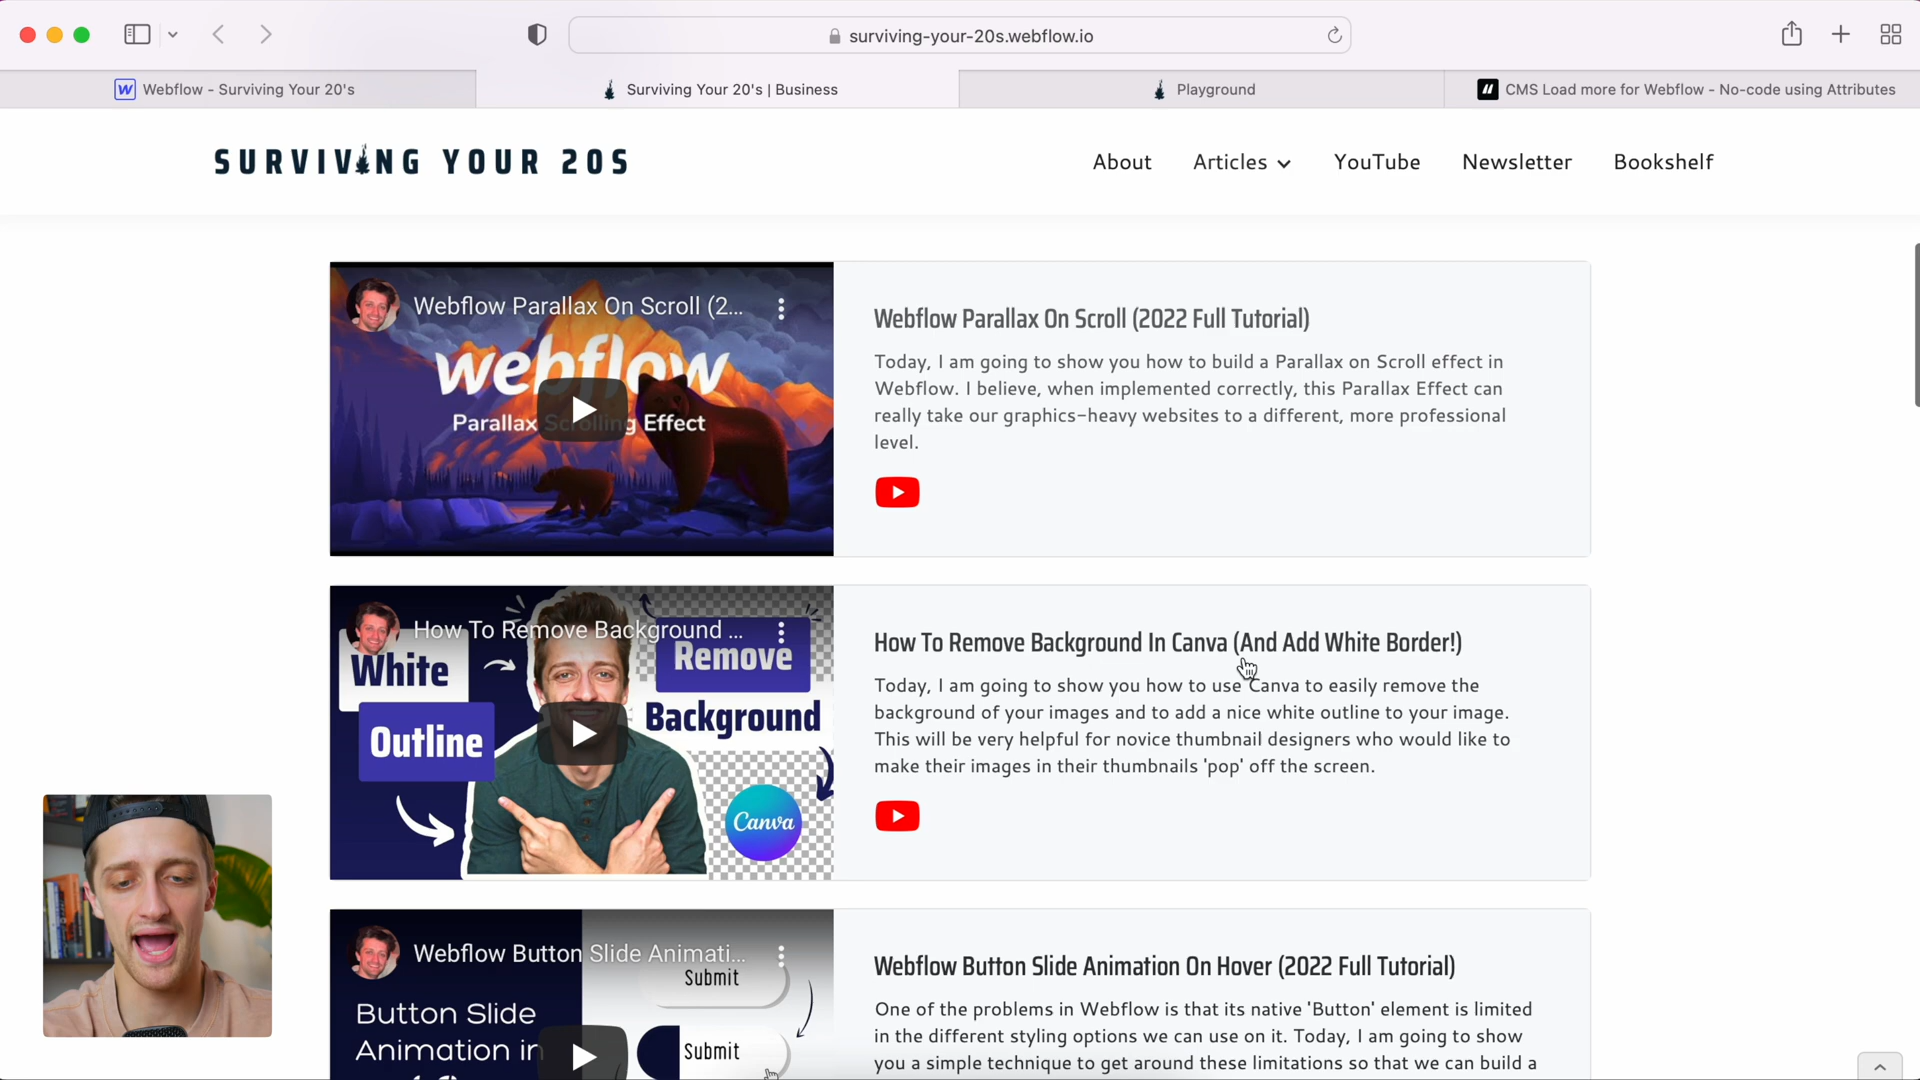 surviving-your-20s.webflow.io
Webflow - Surviving Your 20's
Surviving Your 20's | Business
Playground
CMS Load more for Webflow - No-code using Attributes
SURVIVING YOUR 20S
About
Articles
YouTube
Newsletter
Bookshelf
Webflow Parallax On Scroll (2...
webflow
Parallax Scrolling Effect
Webflow Parallax On Scroll (2022 Full Tutorial)
Today, I am going to show you how to build a Parallax on Scroll effect in
Webflow. I believe, when implemented correctly, this Parallax Effect can
really take our graphics-heavy websites to a different, more professional
level.
How To Remove Background ...
White
Outline
Remove
Background
Canva
How To Remove Background In Canva (And Add White Border!)
Today, I am going to show you how to use Canva to easily remove the
background of your images and to add a nice white outline to your image.
This will be very helpful for novice thumbnail designers who would like to
make their images in their thumbnails 'pop' off the screen.
Webflow Button Slide Animati...
Button Slide
Animation in
Submit
Submit
Webflow Button Slide Animation On Hover (2022 Full Tutorial)
One of the problems in Webflow is that its native 'Button' element is limited
in the different styling options we can use on it. Today, I am going to show
you a simple technique to get around these limitations so that we can build a